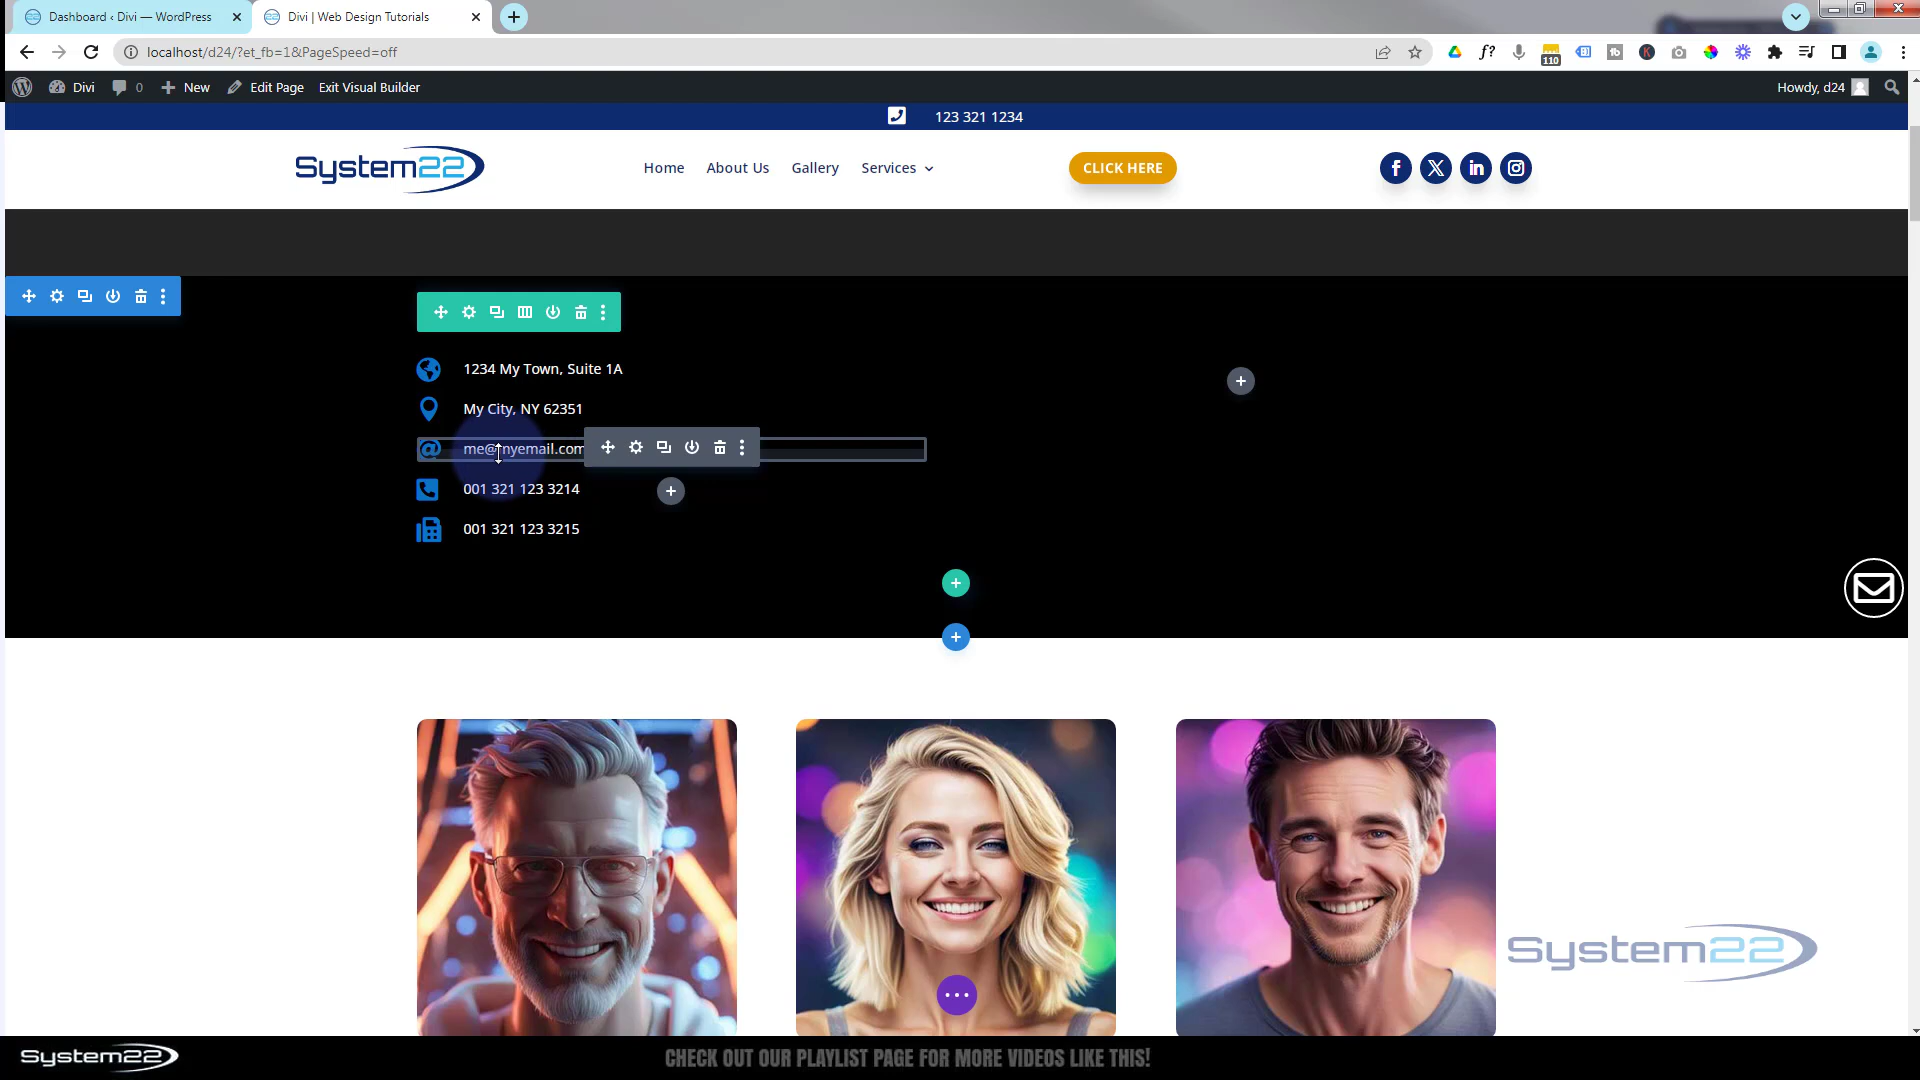 Dashboard ‹ Divi — WordPress
Divi | Web Design Tutorials
localhost/d24/?et_fb=1&PageSpeed=off
f?
110
Divi
0
New
Edit Page
Exit Visual Builder
Howdy, d24
123 321 1234
System22
Home
About Us
Gallery
Services
CLICK HERE
1234 My Town, Suite 1A
My City, NY 62351
me@myemail.com
001 321 123 3214
001 321 123 3215
System22
System22
CHECK OUT OUR PLAYLIST PAGE FOR MORE VIDEOS LIKE THIS!